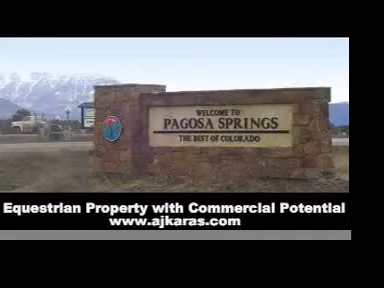 WELCOME TO
PAGOSA SPRINGS
THE BEST OF COLORADO
Equestrian Property with Commercial Potential
www.ajkaras.com